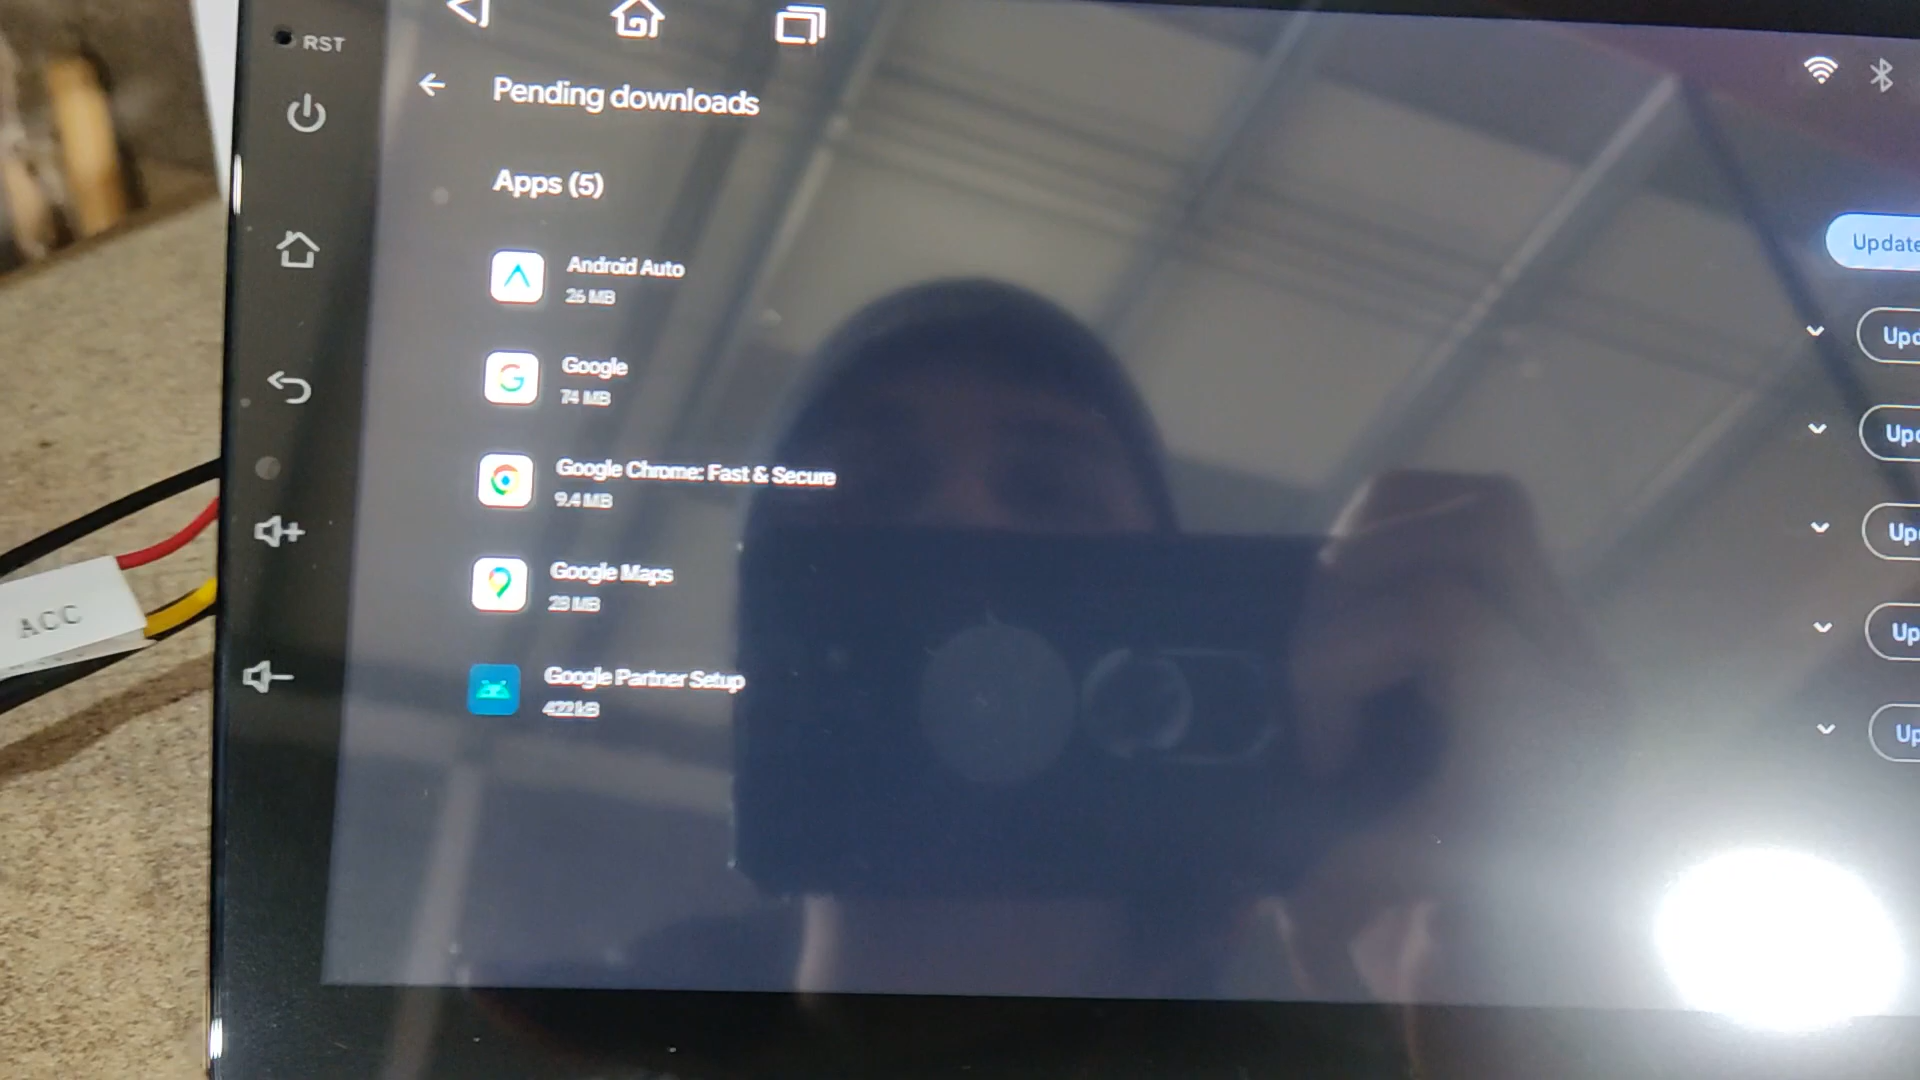 RST
Pending downloads
Apps (5)
Update
Android Auto
26 MB
Google
74 MB
Google Chrome: Fast & Secure
9.4 MB
Google Maps
28 MB
Google Partner Setup
422 kB
ACC